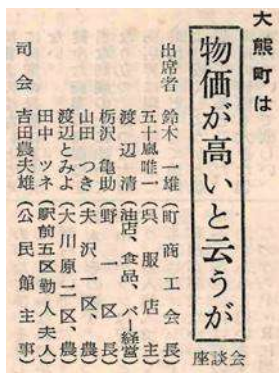 大熊町は
物価が高いと云うが
座談会
出席者 鈴木一雄(町商工会長)
五十嵐唯一(呉服店主)
渡辺清(油店、食品、バー経営)
栃沢亀助(野一区長)
山田つき(夫沢一区、農)
渡辺とみよ(大川原二区、農)
田中ツネ(駅前五区勤人夫人)
司会 吉田農夫雄(公民館主事)